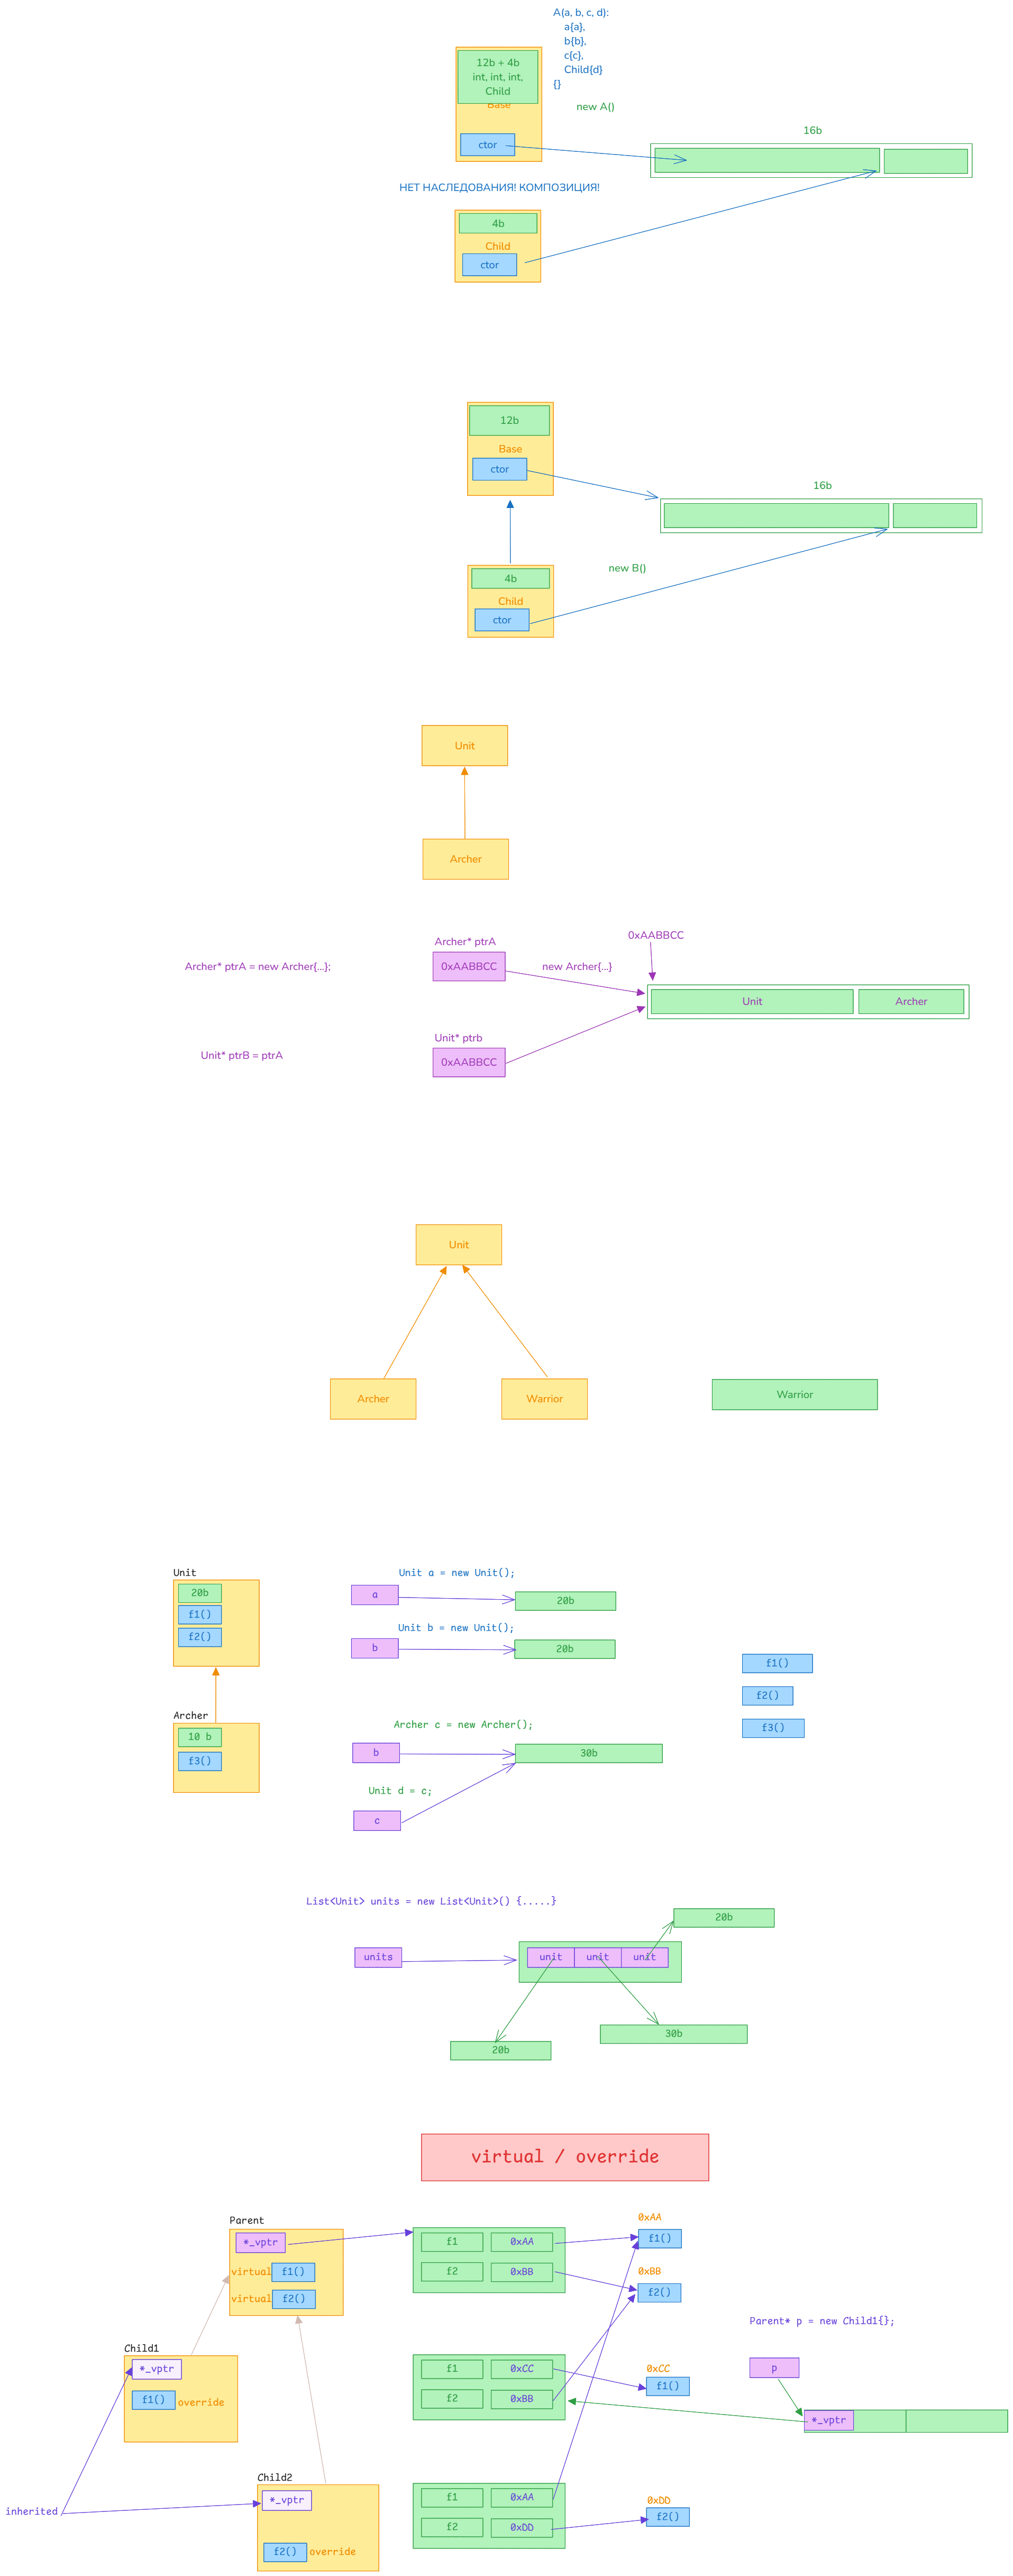 A(a, b, c, d):
a{a},
b{b},
c{c},
Child{d}
{}
12b + 4b
int, int, int,
Child
Base
new A()
16b
ctor
НЕТ НАСЛЕДОВАНИЯ! КОМПОЗИЦИЯ!
4b
Child
ctor
12b
Base
ctor
16b
new B()
4b
Child
ctor
Unit
Archer
0xAABBCC
Archer* ptrA
Archer* ptrA = new Archer{...};
0xAABBCC
new Archer{...}
Unit
Archer
Unit* ptrb
Unit* ptrB = ptrA
0xAABBCC
Unit
Archer
Warrior
Warrior
Unit
20b
f1()
f2()
Unit a = new Unit();
a
20b
Unit b = new Unit();
b
20b
f1()
f2()
f3()
Archer
10 b
f3()
Archer c = new Archer();
b
30b
Unit d = c;
c
List<Unit> units = new List<Unit>() {.....}
20b
units
unit
unit
unit
30b
20b
virtual / override
Parent
*_vptr
virtual
f1()
virtual
f2()
f1
0xAA
f2
0xBB
0xAA
f1()
0xBB
f2()
Parent* p = new Child1{};
Child1
*_vptr
f1()
override
f1
0xCC
f2
0xBB
0xCC
f1()
p
*_vptr
Child2
*_vptr
inherited
f2()
override
f1
0xAA
f2
0xDD
0xDD
f2()